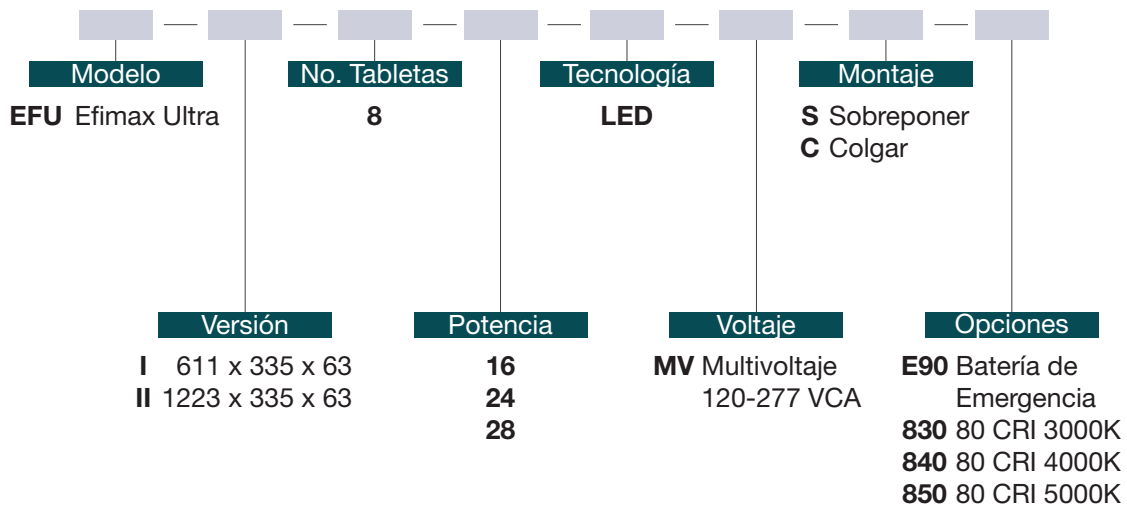 Modelo
EFU Efimax Ultra
No. Tabletas
8
Tecnología
LED
Montaje
S Sobreponer
C Colgar
Versión
I 611 x 335 x 63
II 1223 x 335 x 63
Potencia
16
24
28
Voltaje
MV Multivoltaje
120-277 VCA
Opciones
E90 Batería de
Emergencia
830 80 CRI 3000K
840 80 CRI 4000K
850 80 CRI 5000K